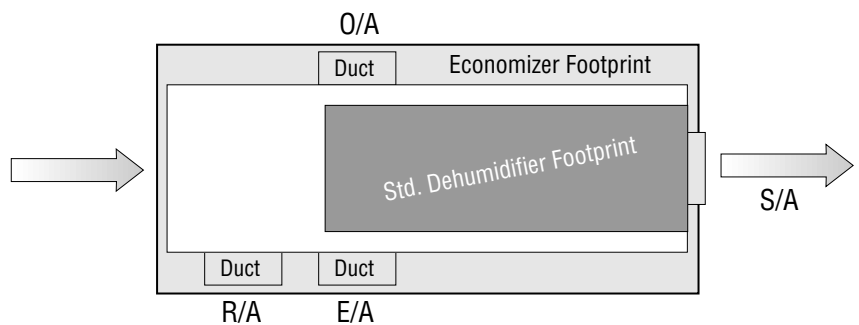 O/A
Duct
Economizer Footprint
Std. Dehumidifier Footprint
S/A
Duct
Duct
R/A
E/A